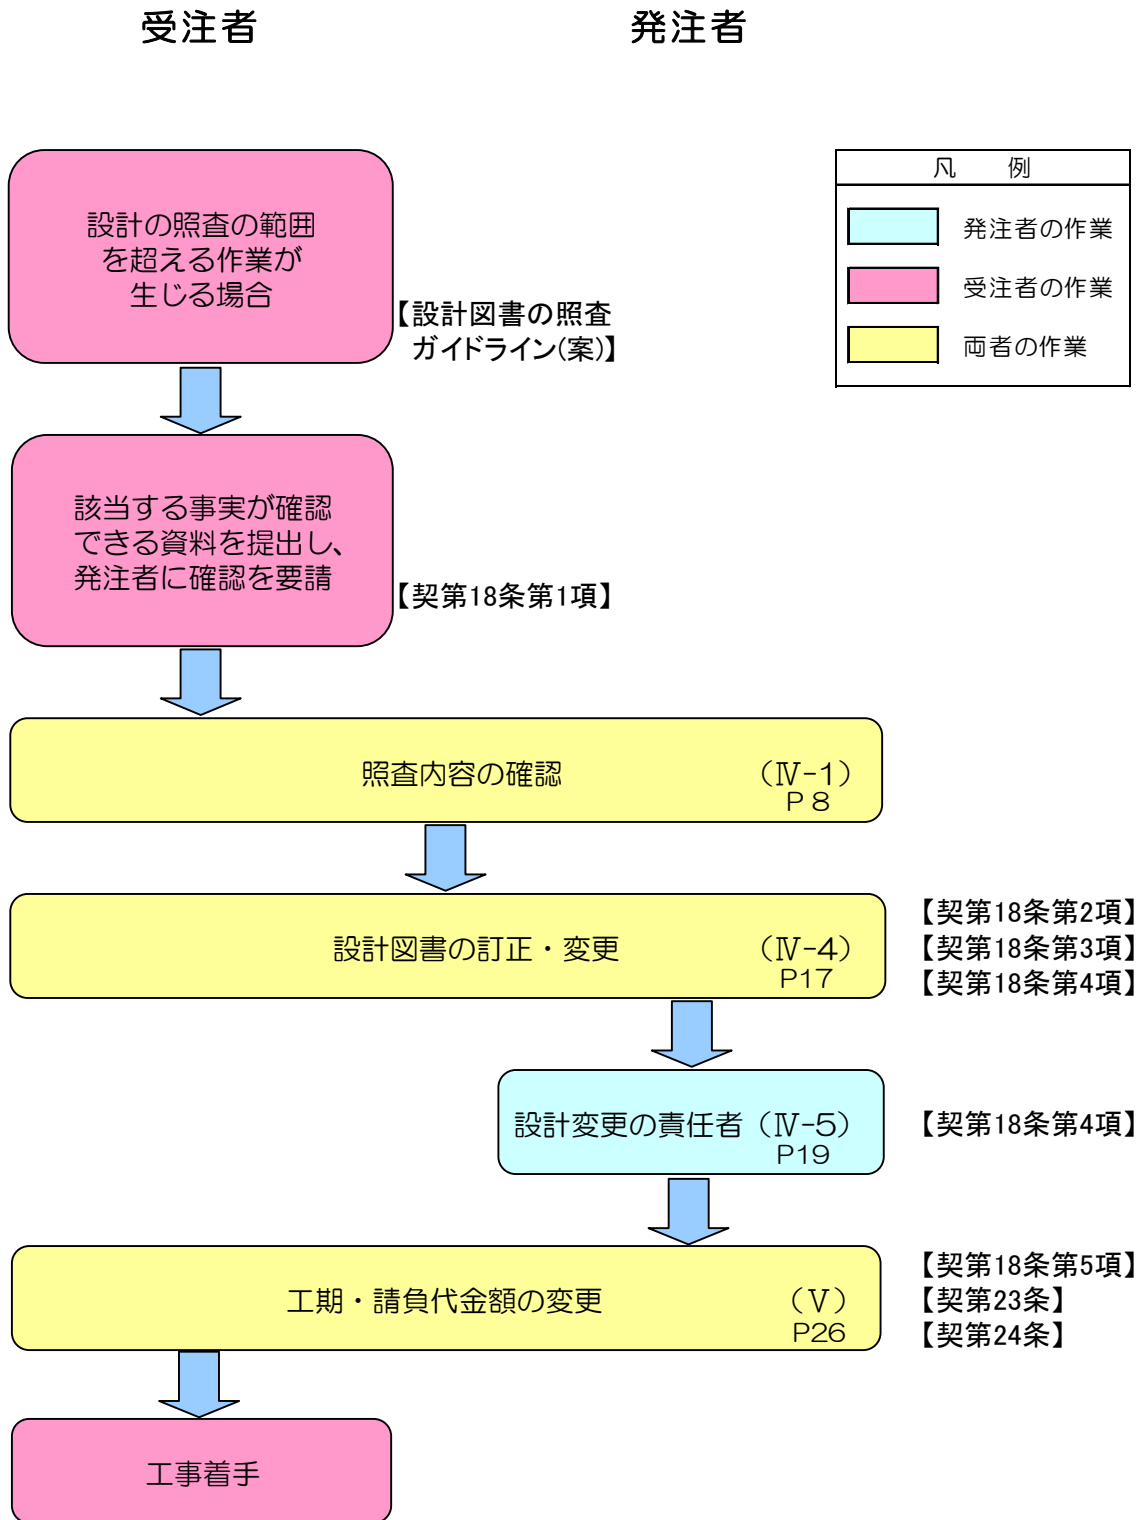 受注者
発注者
凡　例
発注者の作業
受注者の作業
両者の作業
設計の照査の範囲
を超える作業が
生じる場合
【設計図書の照査
ガイドライン(案)】
該当する事実が確認
できる資料を提出し、
発注者に確認を要請
【契第18条第1項】
照査内容の確認　（Ⅳ-1）
P 8
設計図書の訂正・変更　（Ⅳ-4）
P17
【契第18条第2項】
【契第18条第3項】
【契第18条第4項】
設計変更の責任者（Ⅳ-5）
P19
【契第18条第4項】
工期・請負代金額の変更　（Ⅴ）
P26
【契第18条第5項】
【契第23条】
【契第24条】
工事着手